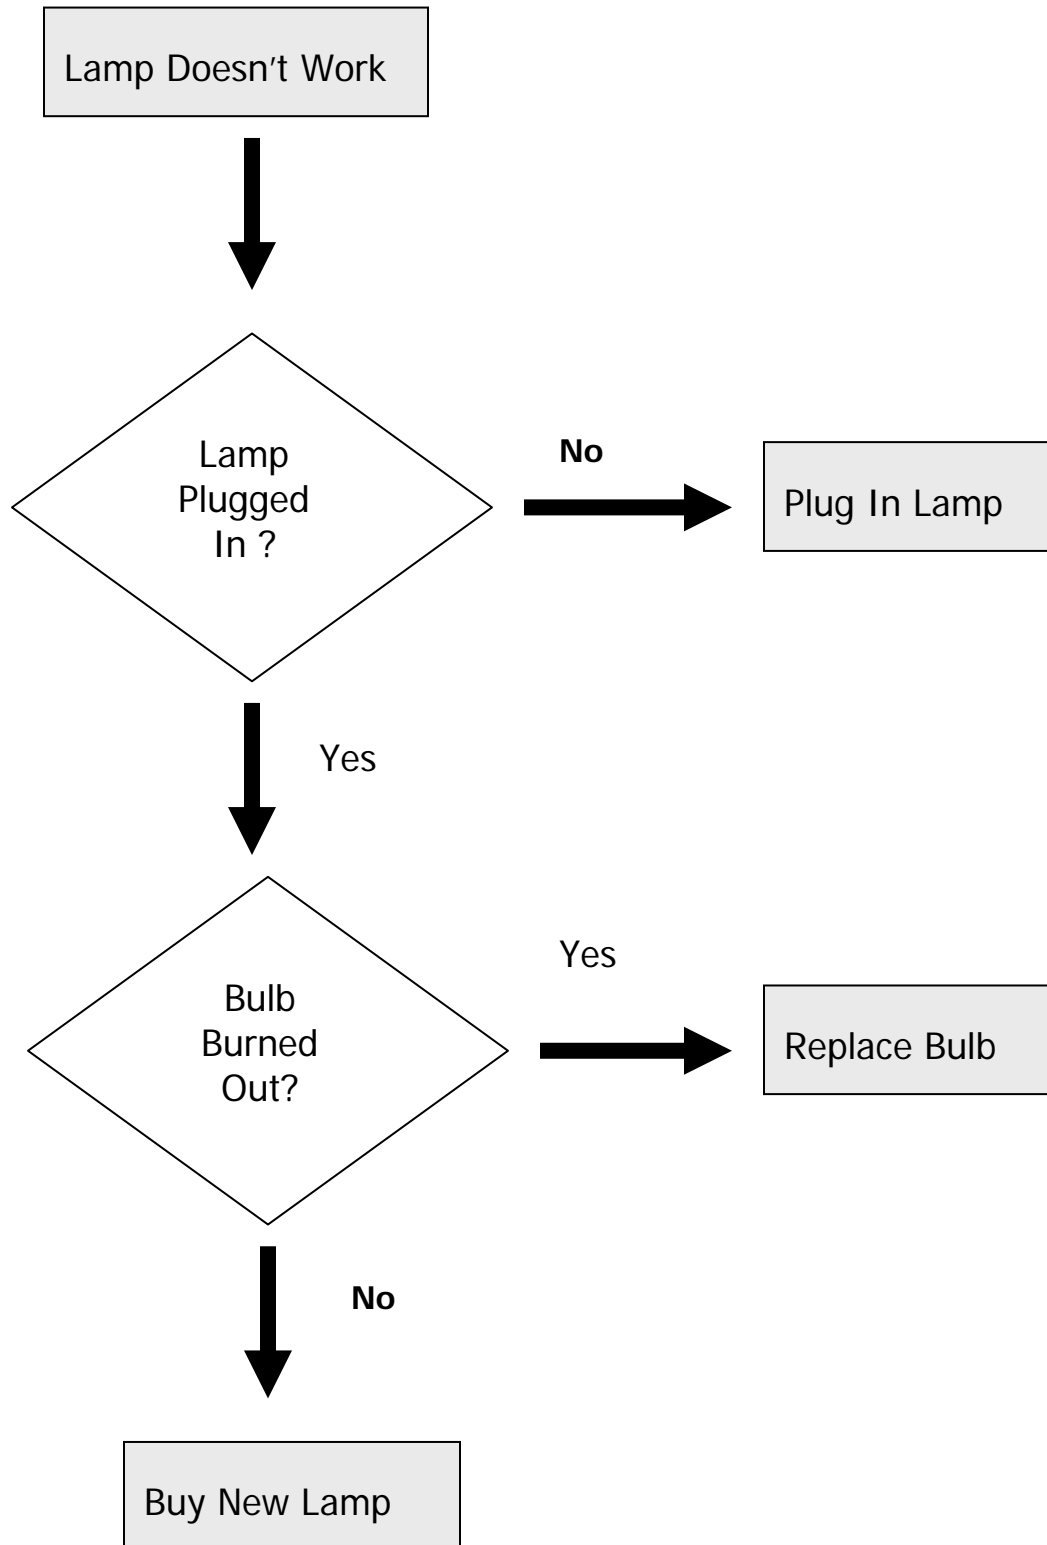 Lamp Doesn't Work
Lamp
Plugged
In ?
No
Plug In Lamp
Yes
Bulb
Burned
Out?
Yes
Replace Bulb
No
Buy New Lamp